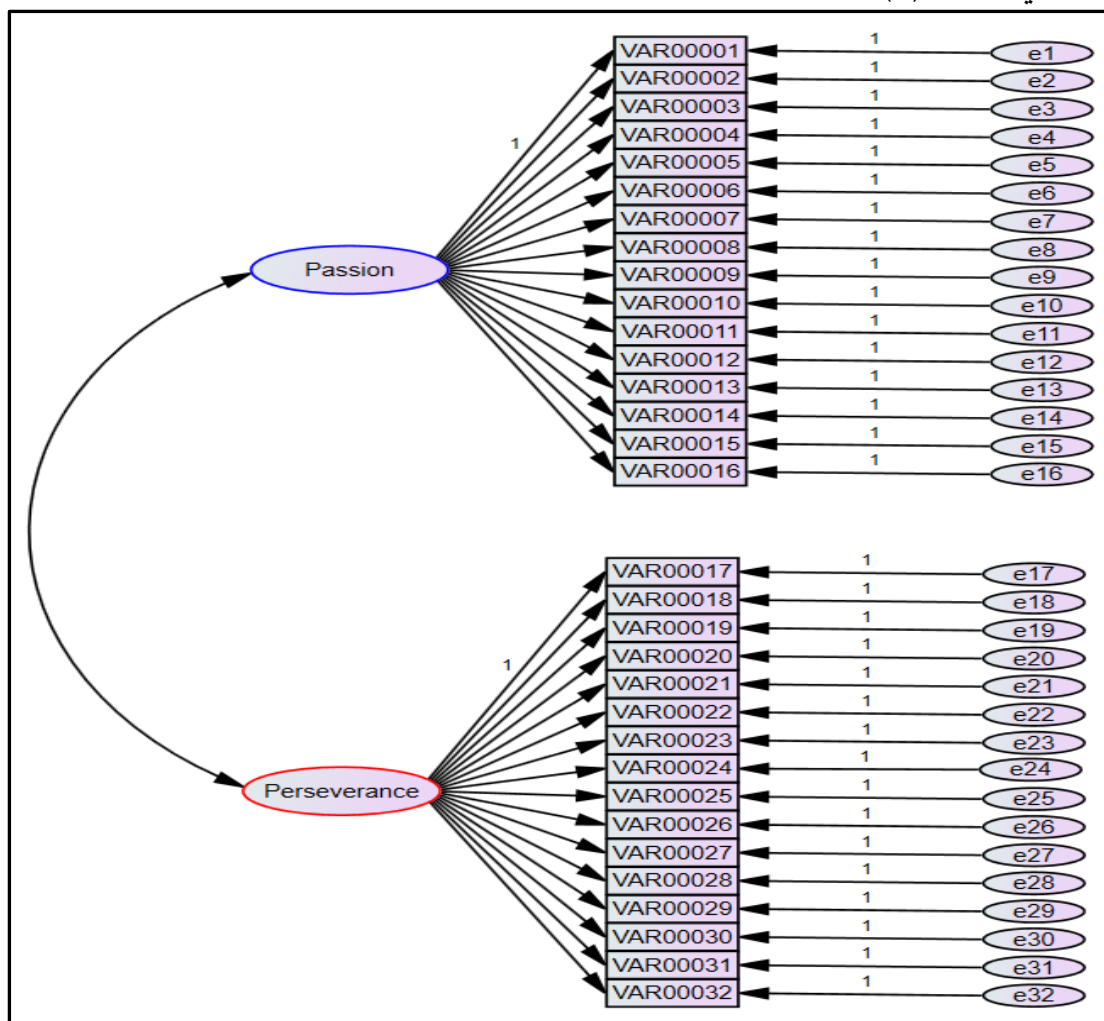 1
VAR00001 1 e1
VAR00002 1 e2
VAR00003 1 e3
VAR00004 1 e4
VAR00005 1 e5
VAR00006 1 e6
VAR00007 1 e7
VAR00008 1 e8
VAR00009 1 e9
VAR00010 1 e10
VAR00011 1 e11
VAR00012 1 e12
VAR00013 1 e13
VAR00014 1 e14
VAR00015 1 e15
VAR00016 1 e16
Passion
1
VAR00017 1 e17
VAR00018 1 e18
VAR00019 1 e19
VAR00020 1 e20
VAR00021 1 e21
VAR00022 1 e22
VAR00023 1 e23
VAR00024 1 e24
VAR00025 1 e25
VAR00026 1 e26
VAR00027 1 e27
VAR00028 1 e28
VAR00029 1 e29
VAR00030 1 e30
VAR00031 1 e31
VAR00032 1 e32
Perseverance